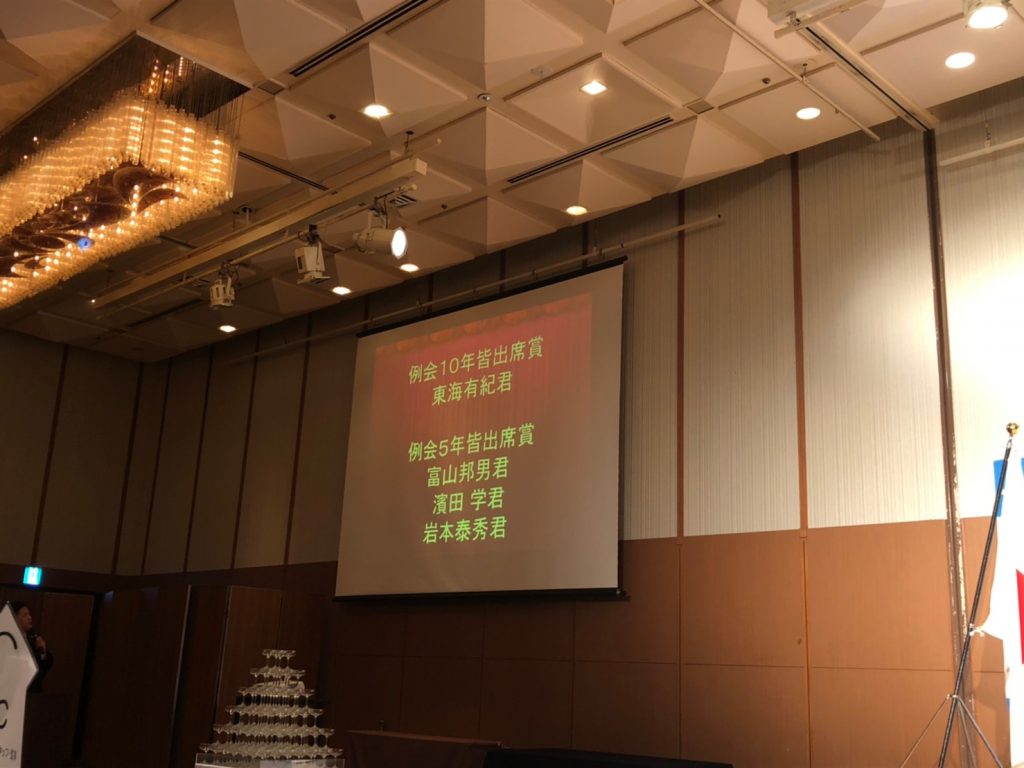 例会10年皆出席賞
東海有紀君
例会5年皆出席賞
富山邦男君
濱田 学君
岩本泰秀君